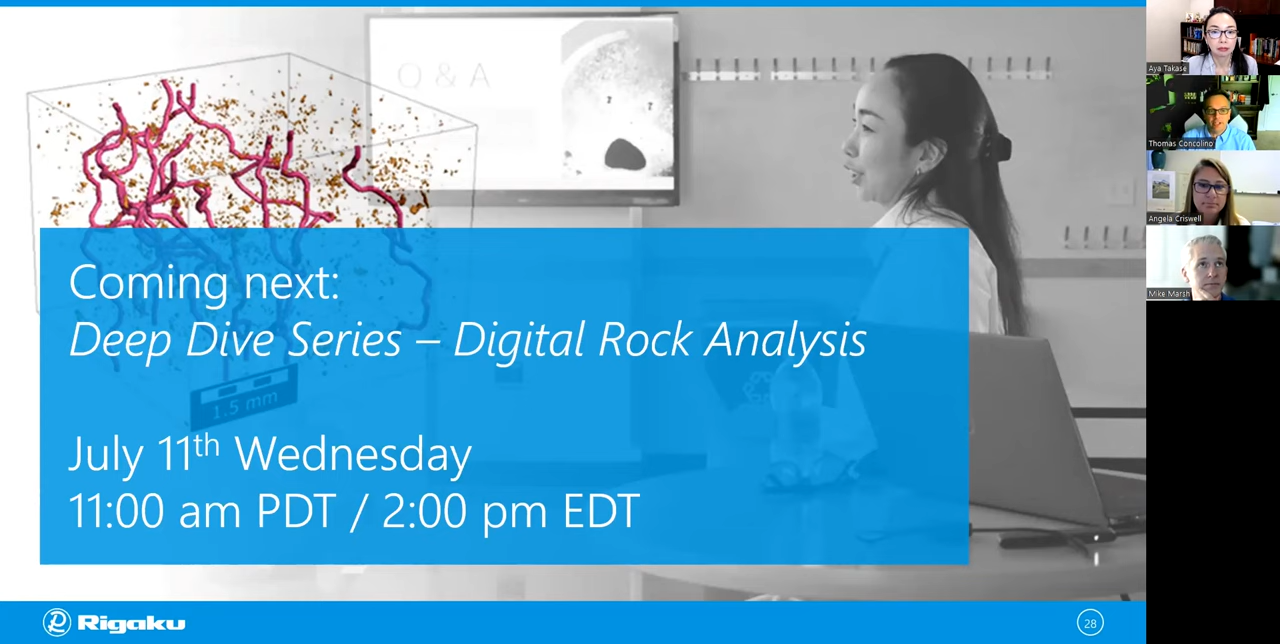 Q & A
Coming next:
Deep Dive Series – Digital Rock Analysis
1.5 mm
July 11th Wednesday
11:00 am PDT / 2:00 pm EDT
Rigaku
28
Aya Takase
Thomas Concolino
Angela Criswell
Mike Marsh